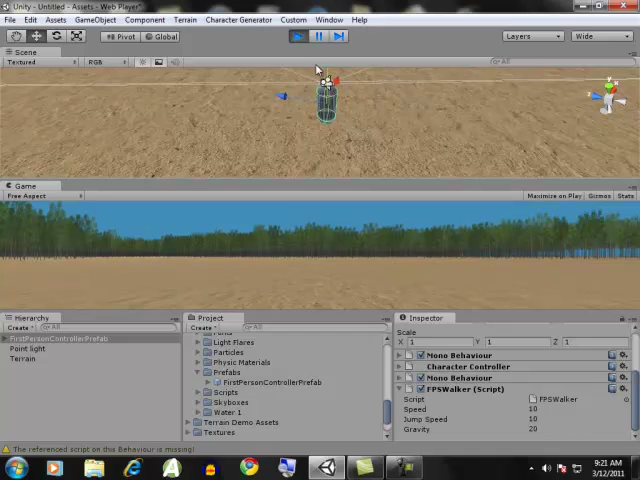 Unity - Untitled - Assets - Web Player*
File Edit Assets GameObject Component Terrain Character Generator Custom Window Help
Pivot Global Layers Wide
Scene
Textured RGB All
Game
Free Aspect Maximize on Play Gizmos Stats
Hierarchy
Create All
FirstPersonControllerPrefab
Point light
Terrain
Project
Create All
Light Flares
Particles
Physic Materials
Prefabs
FirstPersonControllerPrefab
Scripts
Skyboxes
Water 1
Terrain Demo Assets
Textures
Inspector
Scale
X 1 Y 1 Z 1
Mono Behaviour
Character Controller
Mono Behaviour
FPSWalker (Script)
Script FPSWalker
Speed 10
Jump Speed 10
Gravity 20
The referenced script on this Behaviour is missing!
9:21 AM
3/12/2011